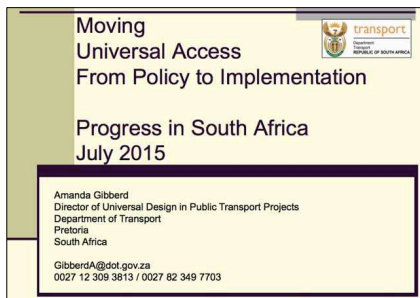 Moving
Universal Access
From Policy to Implementation
Progress in South Africa
July 2015
transport
Department:
Transport
REPUBLIC OF SOUTH AFRICA
Amanda Gibberd
Director of Universal Design in Public Transport Projects
Department of Transport
Pretoria
South Africa
GibberdA@dot.gov.za
0027 12 309 3813 / 0027 82 349 7703